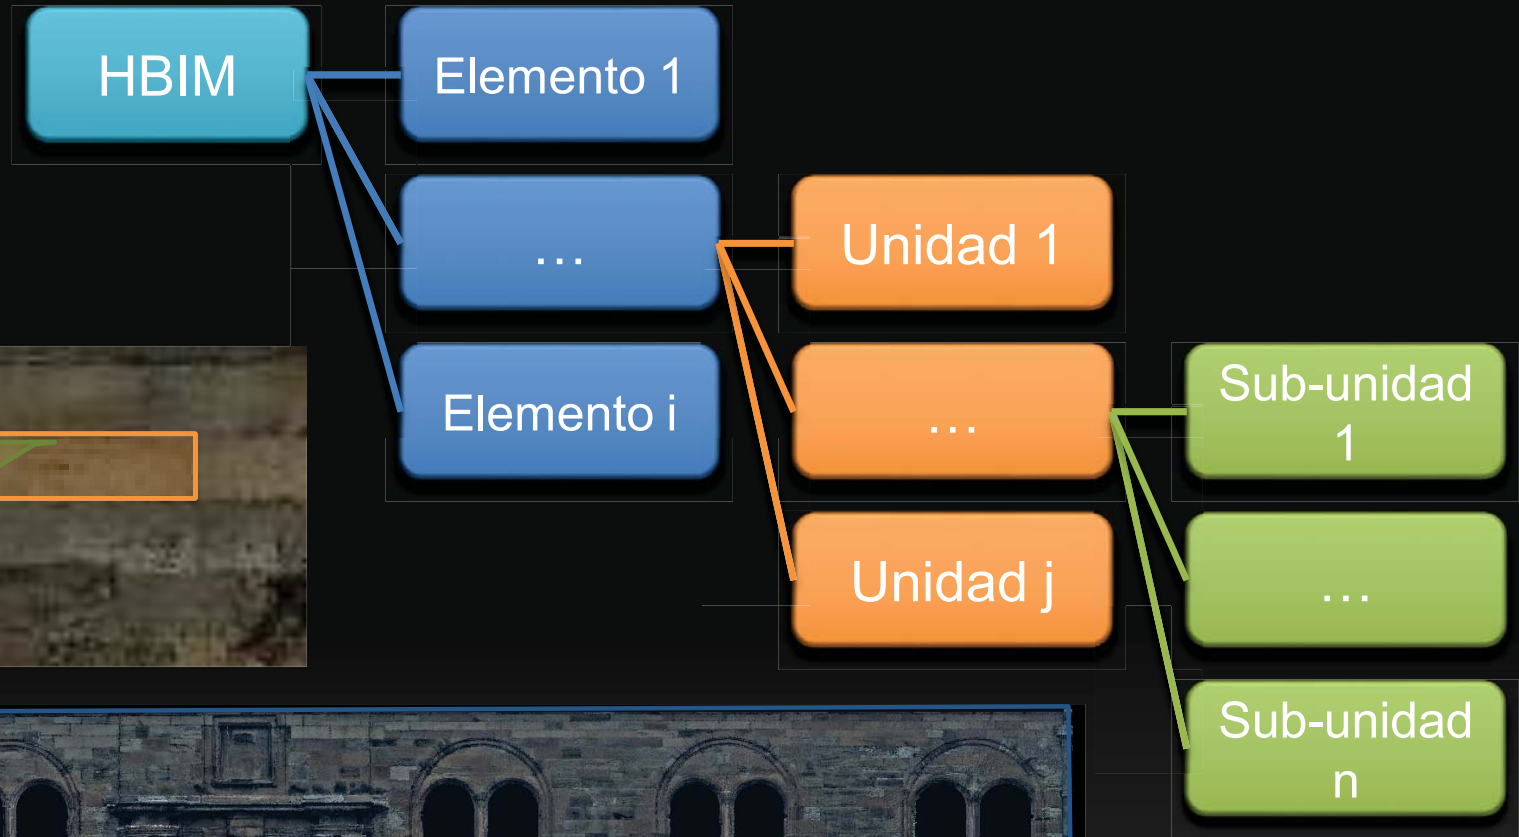 HBIM
Elemento 1
…
Elemento i
Unidad 1
…
Unidad j
Sub-unidad
1
…
Sub-unidad
n